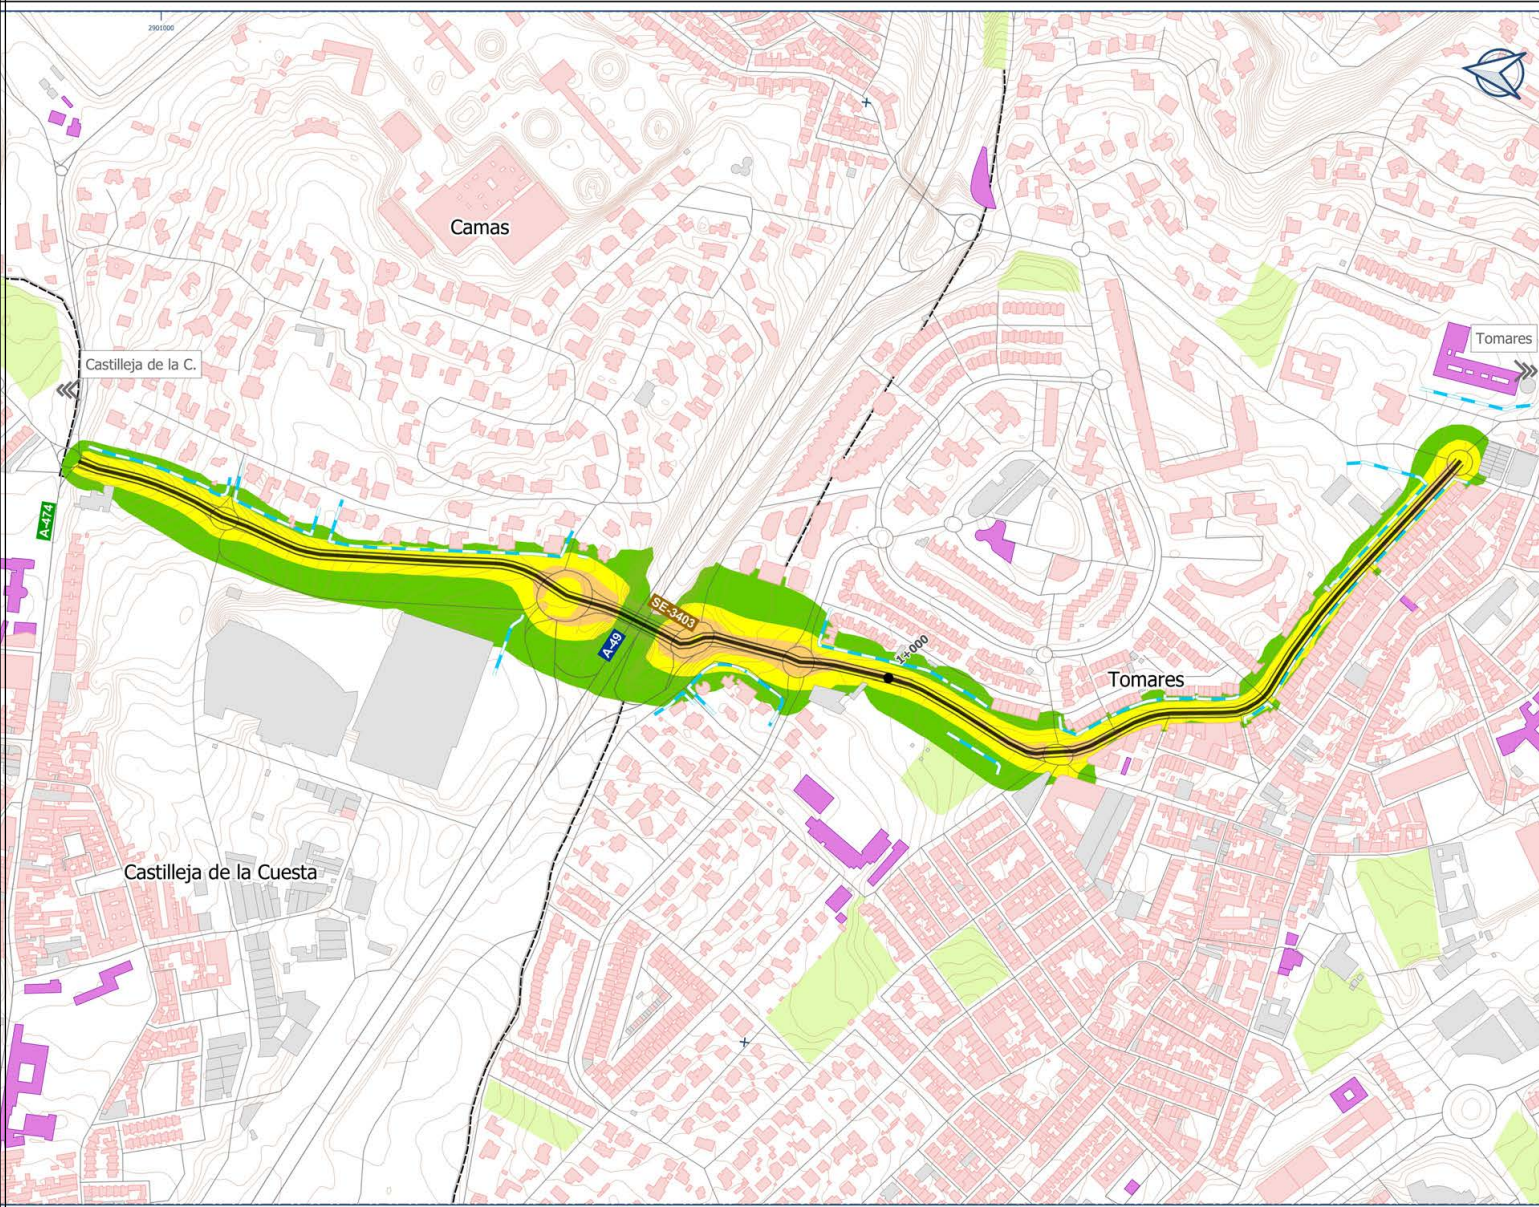 2901000
Camas
Tomares
Castilleja de la C.
A-474
SE-3403
A-49
1+000
Tomares
Castilleja de la Cuesta